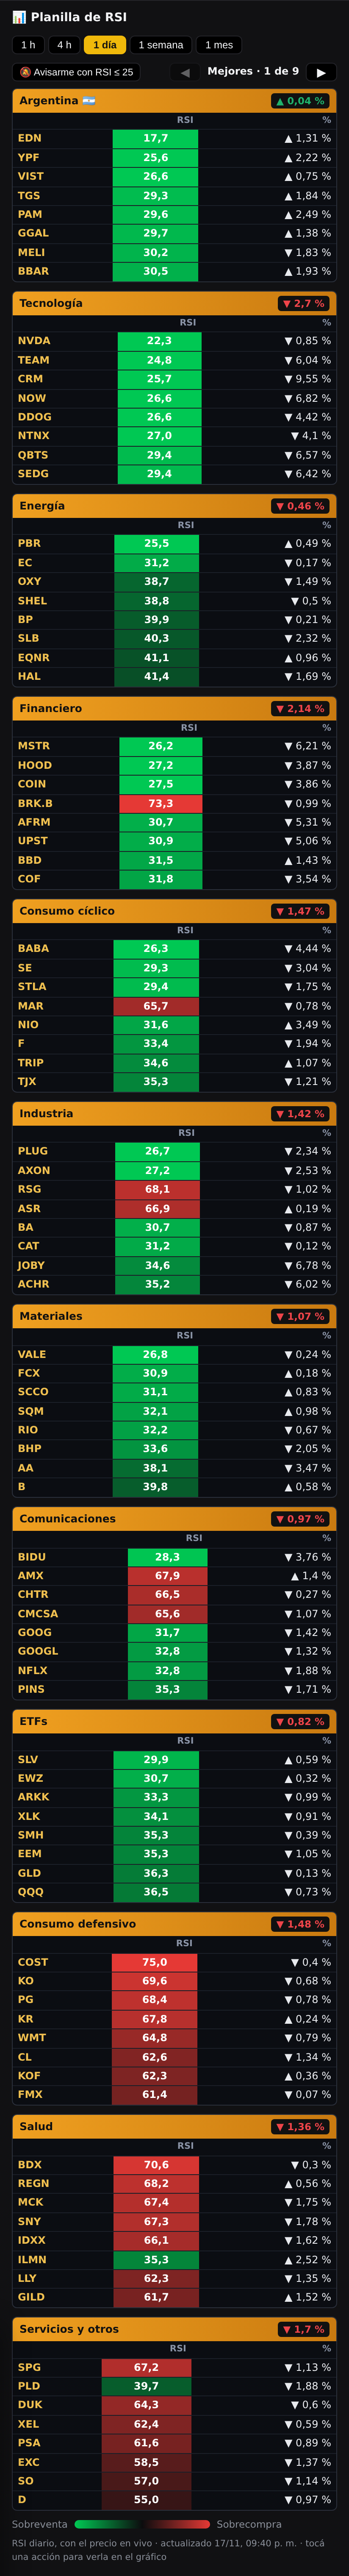 📊 Planilla de RSI
1 h 4 h 1 día 1 semana 1 mes
🔕 Avisarme con RSI ≤ 25 ◀ Mejores · 1 de 9 ▶
Argentina 🇦🇷 ▲ 0,04 %
RSI %
EDN 17,7 ▲ 1,31 %
YPF 25,6 ▲ 2,22 %
VIST 26,6 ▲ 0,75 %
TGS 29,3 ▲ 1,84 %
PAM 29,6 ▲ 2,49 %
GGAL 29,7 ▲ 1,38 %
MELI 30,2 ▼ 1,83 %
BBAR 30,5 ▲ 1,93 %
Tecnología ▼ 2,7 %
RSI %
NVDA 22,3 ▼ 0,85 %
TEAM 24,8 ▼ 6,04 %
CRM 25,7 ▼ 9,55 %
NOW 26,6 ▼ 6,82 %
DDOG 26,6 ▼ 4,42 %
NTNX 27,0 ▼ 4,1 %
QBTS 29,4 ▼ 6,57 %
SEDG 29,4 ▼ 6,42 %
Energía ▼ 0,46 %
RSI %
PBR 25,5 ▲ 0,49 %
EC 31,2 ▼ 0,17 %
OXY 38,7 ▼ 1,49 %
SHEL 38,8 ▼ 0,5 %
BP 39,9 ▼ 0,21 %
SLB 40,3 ▼ 2,32 %
EQNR 41,1 ▲ 0,96 %
HAL 41,4 ▼ 1,69 %
Financiero ▼ 2,14 %
RSI %
MSTR 26,2 ▼ 6,21 %
HOOD 27,2 ▼ 3,87 %
COIN 27,5 ▼ 3,86 %
BRK.B 73,3 ▼ 0,99 %
AFRM 30,7 ▼ 5,31 %
UPST 30,9 ▼ 5,06 %
BBD 31,5 ▲ 1,43 %
COF 31,8 ▼ 3,54 %
Consumo cíclico ▼ 1,47 %
RSI %
BABA 26,3 ▼ 4,44 %
SE 29,3 ▼ 3,04 %
STLA 29,4 ▼ 1,75 %
MAR 65,7 ▼ 0,78 %
NIO 31,6 ▲ 3,49 %
F 33,4 ▼ 1,94 %
TRIP 34,6 ▲ 1,07 %
TJX 35,3 ▼ 1,21 %
Industria ▼ 1,42 %
RSI %
PLUG 26,7 ▼ 2,34 %
AXON 27,2 ▼ 2,53 %
RSG 68,1 ▼ 1,02 %
ASR 66,9 ▲ 0,19 %
BA 30,7 ▼ 0,87 %
CAT 31,2 ▼ 0,12 %
JOBY 34,6 ▼ 6,78 %
ACHR 35,2 ▼ 6,02 %
Materiales ▼ 1,07 %
RSI %
VALE 26,8 ▼ 0,24 %
FCX 30,9 ▲ 0,18 %
SCCO 31,1 ▲ 0,83 %
SQM 32,1 ▲ 0,98 %
RIO 32,2 ▼ 0,67 %
BHP 33,6 ▼ 2,05 %
AA 38,1 ▼ 3,47 %
B 39,8 ▲ 0,58 %
Comunicaciones ▼ 0,97 %
RSI %
BIDU 28,3 ▼ 3,76 %
AMX 67,9 ▲ 1,4 %
CHTR 66,5 ▼ 0,27 %
CMCSA 65,6 ▼ 1,07 %
GOOG 31,7 ▼ 1,42 %
GOOGL 32,8 ▼ 1,32 %
NFLX 32,8 ▼ 1,88 %
PINS 35,3 ▼ 1,71 %
ETFs ▼ 0,82 %
RSI %
SLV 29,9 ▲ 0,59 %
EWZ 30,7 ▲ 0,32 %
ARKK 33,3 ▼ 0,99 %
XLK 34,1 ▼ 0,91 %
SMH 35,3 ▼ 0,39 %
EEM 35,3 ▼ 1,05 %
GLD 36,3 ▼ 0,13 %
QQQ 36,5 ▼ 0,73 %
Consumo defensivo ▼ 1,48 %
RSI %
COST 75,0 ▼ 0,4 %
KO 69,6 ▼ 0,68 %
PG 68,4 ▼ 0,78 %
KR 67,8 ▲ 0,24 %
WMT 64,8 ▼ 0,79 %
CL 62,6 ▼ 1,34 %
KOF 62,3 ▲ 0,36 %
FMX 61,4 ▼ 0,07 %
Salud ▼ 1,36 %
RSI %
BDX 70,6 ▼ 0,3 %
REGN 68,2 ▲ 0,56 %
MCK 67,4 ▼ 1,75 %
SNY 67,3 ▼ 1,78 %
IDXX 66,1 ▼ 1,62 %
ILMN 35,3 ▲ 2,52 %
LLY 62,3 ▼ 1,35 %
GILD 61,7 ▲ 1,52 %
Servicios y otros ▼ 1,7 %
RSI %
SPG 67,2 ▼ 1,13 %
PLD 39,7 ▼ 1,88 %
DUK 64,3 ▼ 0,6 %
XEL 62,4 ▼ 0,59 %
PSA 61,6 ▼ 0,89 %
EXC 58,5 ▼ 1,37 %
SO 57,0 ▼ 1,14 %
D 55,0 ▼ 0,97 %
Sobreventa Sobrecompra
RSI diario, con el precio en vivo · actualizado 17/11, 09:40 p. m. · tocá
una acción para verla en el gráfico